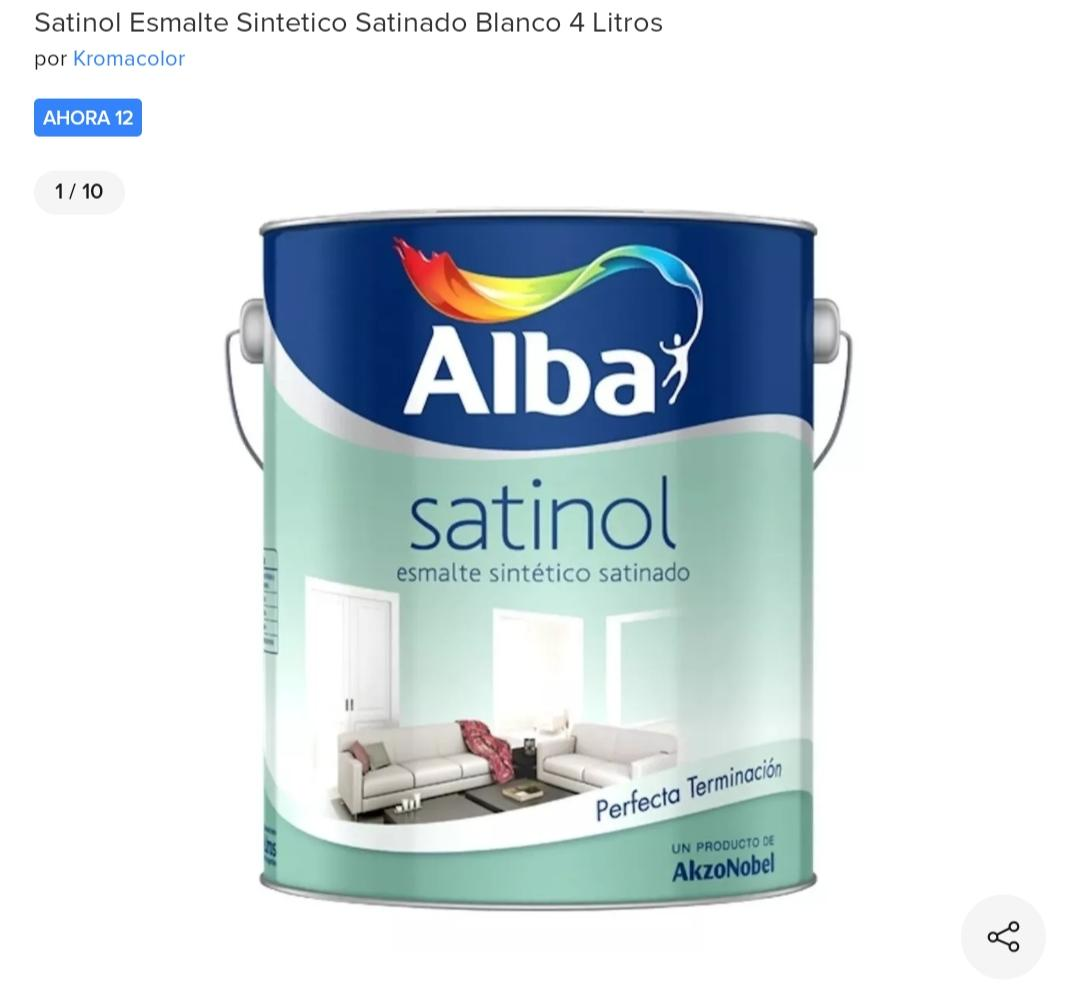 Satinol Esmalte Sintetico Satinado Blanco 4 Litros
por Kromacolor
AHORA 12
1 / 10
Alba
satinol
esmalte sintético satinado
Perfecta Terminación
UN PRODUCTO DE
AkzoNobel